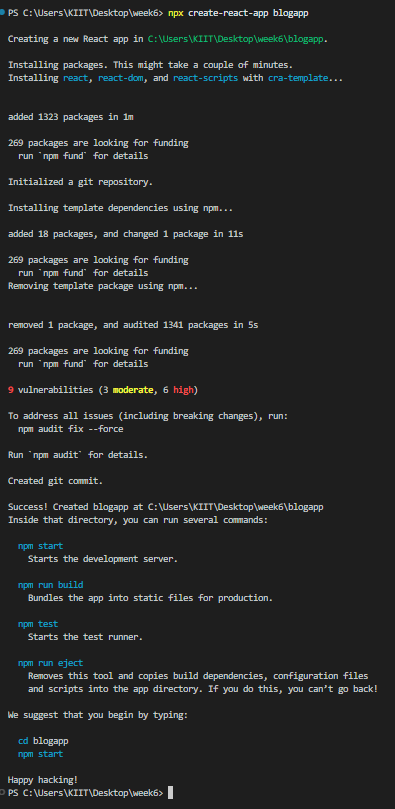 PS C:\Users\KIIT\Desktop\week6> npx create-react-app blogapp
Creating a new React app in C:\Users\KIIT\Desktop\week6\blogapp.
Installing packages. This might take a couple of minutes.
Installing react, react-dom, and react-scripts with cra-template...
added 1323 packages in 1m
269 packages are looking for funding
run `npm fund` for details
Initialized a git repository.
Installing template dependencies using npm...
added 18 packages, and changed 1 package in 11s
269 packages are looking for funding
run `npm fund` for details
Removing template package using npm...
removed 1 package, and audited 1341 packages in 5s
269 packages are looking for funding
run `npm fund` for details
9 vulnerabilities (3 moderate, 6 high)
To address all issues (including breaking changes), run:
npm audit fix --force
Run `npm audit` for details.
Created git commit.
Success! Created blogapp at C:\Users\KIIT\Desktop\week6\blogapp
Inside that directory, you can run several commands:
npm start
Starts the development server.
npm run build
Bundles the app into static files for production.
npm test
Starts the test runner.
npm run eject
Removes this tool and copies build dependencies, configuration files
and scripts into the app directory. If you do this, you can’t go back!
We suggest that you begin by typing:
cd blogapp
npm start
Happy hacking!
PS C:\Users\KIIT\Desktop\week6>